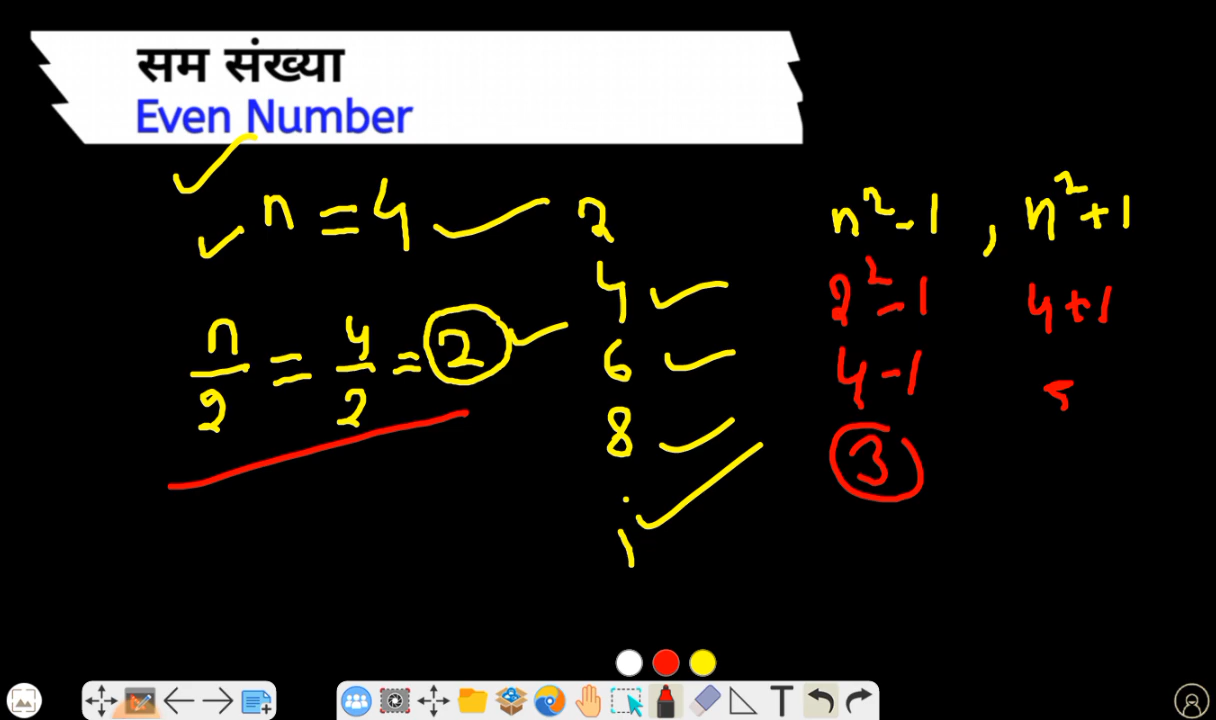 सम संख्या
Even Number
n = 4
n/2 = 4/2 = 2
2
4
6
8
n²-1 , n²+1
2²-1 4+1
4-1 5
3
T